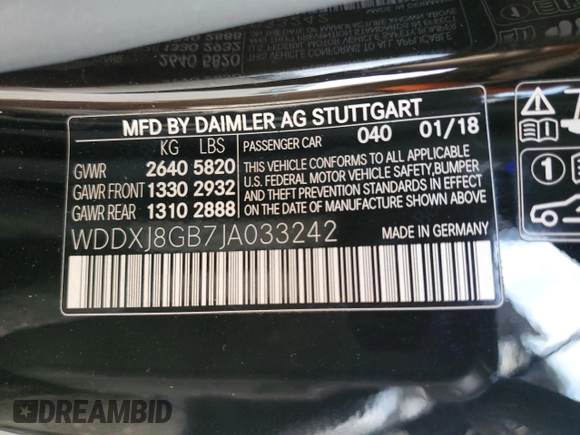 MFD BY DAIMLER AG STUTTGART
KG LBS PASSENGER CAR 040 01/18
GVWR 2640 5820 THIS VEHICLE CONFORMS TO ALL APPLICABLE
GAWR FRONT 1330 2932 U.S. FEDERAL MOTOR VEHICLE SAFETY,BUMPER
AND THEFT PREVENTION STANDARDS IN EFFECT ON
GAWR REAR 1310 2888 THE DATE OF MANUFACTURE SHOWN ABOVE
WDDXJ8GB7JA033242 MADE IN GERMANY
DREAMBID